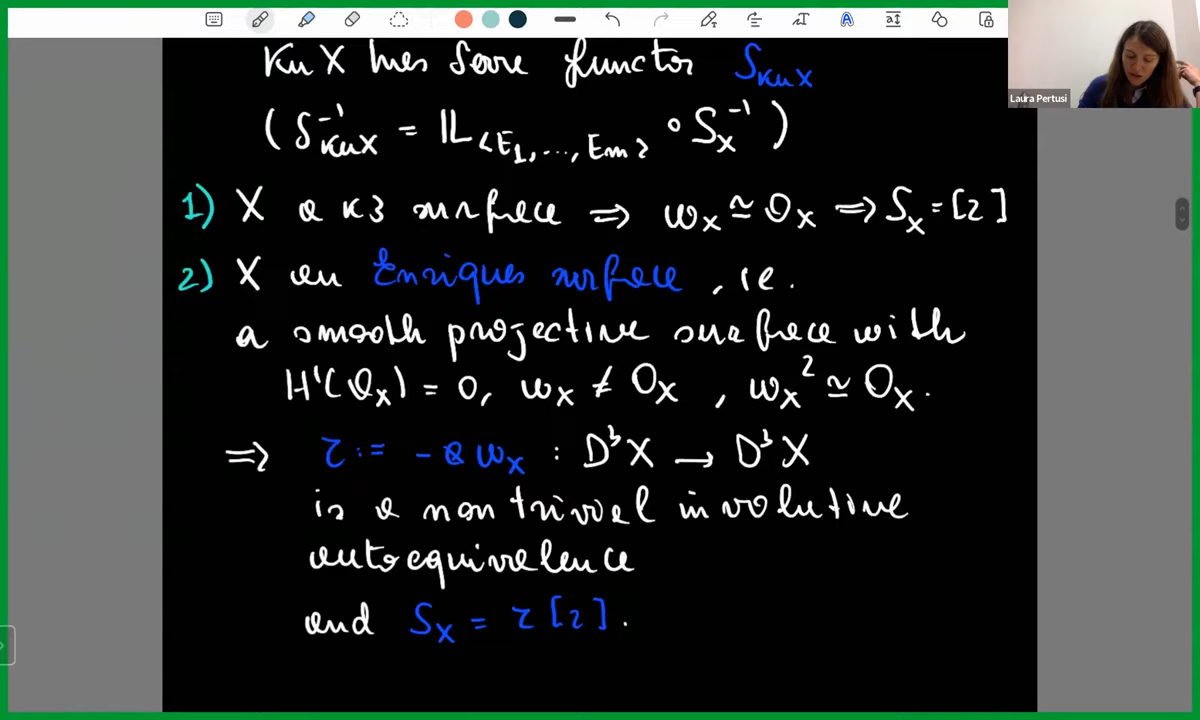 Ku X has Serre functor S_{Ku X}
( S^{-1}_{Ku X} = 𝕃_{<E_1, ..., E_m>} ∘ S_X^{-1} )
Laura Pertusi
1) X a K3 surface ⇒ ω_X ≃ O_X ⇒ S_X = [2]
2) X an Enriques surface, i.e.
a smooth projective surface with
H^1(O_X) = 0, ω_X ≠ O_X , ω_X^2 ≃ O_X.
⇒ τ := - ⊗ ω_X : D^b X → D^b X
is a non trivial involutive
autoequivalence
and S_X = τ [2].